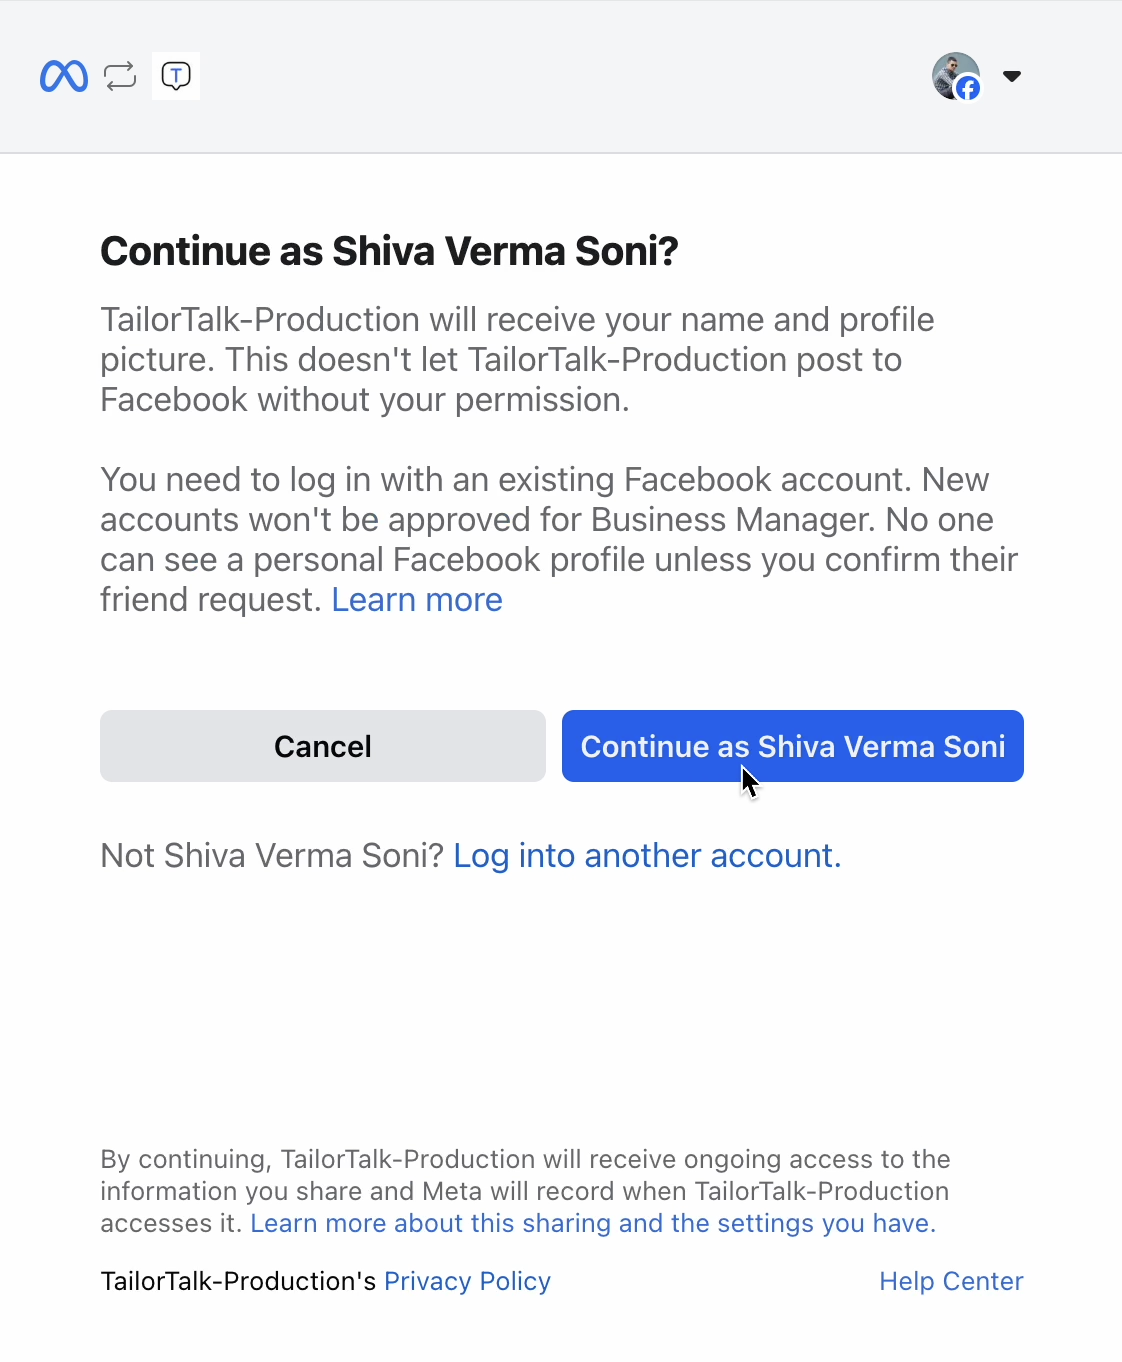 T
Continue as Shiva Verma Soni?
TailorTalk-Production will receive your name and profile
picture. This doesn't let TailorTalk-Production post to
Facebook without your permission.
You need to log in with an existing Facebook account. New
accounts won't be approved for Business Manager. No one
can see a personal Facebook profile unless you confirm their
friend request. Learn more
Cancel
Continue as Shiva Verma Soni
Not Shiva Verma Soni? Log into another account.
By continuing, TailorTalk-Production will receive ongoing access to the
information you share and Meta will record when TailorTalk-Production
accesses it. Learn more about this sharing and the settings you have.
TailorTalk-Production's Privacy Policy
Help Center